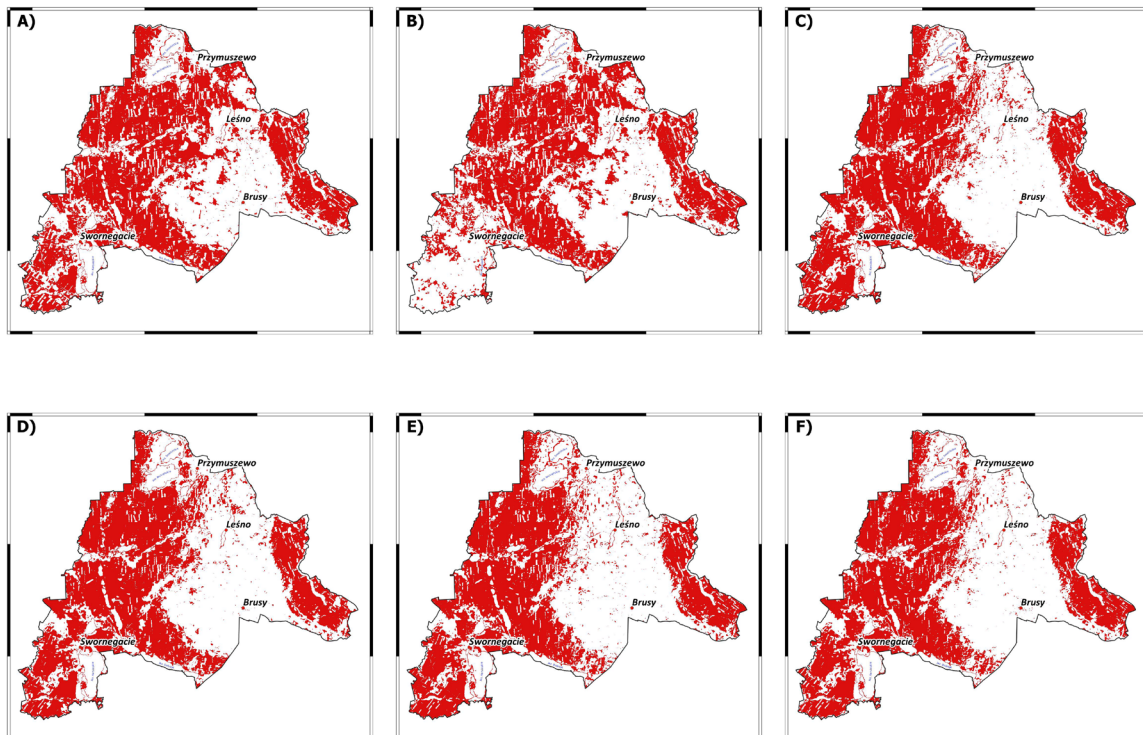 A)
Przymuszewo
Leśno
Brusy
Swornegacie
B)
Przymuszewo
Leśno
Brusy
Swornegacie
C)
Przymuszewo
Leśno
Brusy
Swornegacie
D)
Przymuszewo
Leśno
Brusy
Swornegacie
E)
Przymuszewo
Leśno
Brusy
Swornegacie
F)
Przymuszewo
Leśno
Brusy
Swornegacie